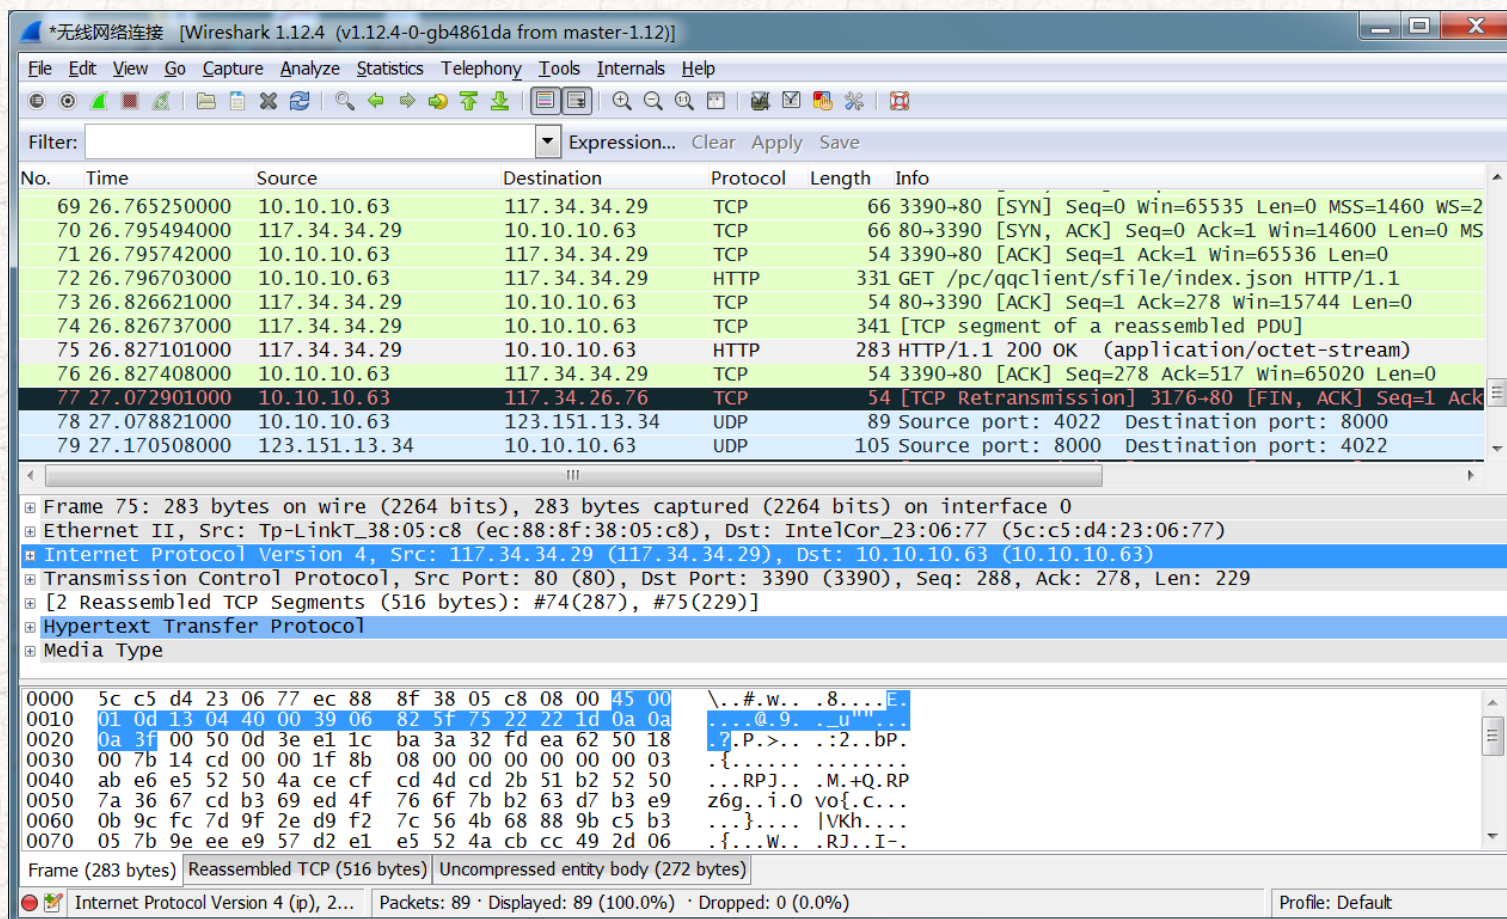 *无线网络连接 [Wireshark 1.12.4 (v1.12.4-0-gb4861da from master-1.12)]
File Edit View Go Capture Analyze Statistics Telephony Tools Internals Help
Filter: Expression... Clear Apply Save
No. Time Source Destination Protocol Length Info
69 26.765250000 10.10.10.63 117.34.34.29 TCP 66 3390→80 [SYN] Seq=0 Win=65535 Len=0 MSS=1460 WS=2
70 26.795494000 117.34.34.29 10.10.10.63 TCP 66 80→3390 [SYN, ACK] Seq=0 Ack=1 Win=14600 Len=0 MS
71 26.795742000 10.10.10.63 117.34.34.29 TCP 54 3390→80 [ACK] Seq=1 Ack=1 Win=65536 Len=0
72 26.796703000 10.10.10.63 117.34.34.29 HTTP 331 GET /pc/qqclient/sfile/index.json HTTP/1.1
73 26.826621000 117.34.34.29 10.10.10.63 TCP 54 80→3390 [ACK] Seq=1 Ack=278 Win=15744 Len=0
74 26.826737000 117.34.34.29 10.10.10.63 TCP 341 [TCP segment of a reassembled PDU]
75 26.827101000 117.34.34.29 10.10.10.63 HTTP 283 HTTP/1.1 200 OK (application/octet-stream)
76 26.827408000 10.10.10.63 117.34.34.29 TCP 54 3390→80 [ACK] Seq=278 Ack=517 Win=65020 Len=0
77 27.072901000 10.10.10.63 117.34.26.76 TCP 54 [TCP Retransmission] 3176→80 [FIN, ACK] Seq=1 Ack
78 27.078821000 10.10.10.63 123.151.13.34 UDP 89 Source port: 4022 Destination port: 8000
79 27.170508000 123.151.13.34 10.10.10.63 UDP 105 Source port: 8000 Destination port: 4022
Frame 75: 283 bytes on wire (2264 bits), 283 bytes captured (2264 bits) on interface 0
Ethernet II, Src: Tp-LinkT_38:05:c8 (ec:88:8f:38:05:c8), Dst: IntelCor_23:06:77 (5c:c5:d4:23:06:77)
Internet Protocol Version 4, Src: 117.34.34.29 (117.34.34.29), Dst: 10.10.10.63 (10.10.10.63)
Transmission Control Protocol, Src Port: 80 (80), Dst Port: 3390 (3390), Seq: 288, Ack: 278, Len: 229
[2 Reassembled TCP Segments (516 bytes): #74(287), #75(229)]
Hypertext Transfer Protocol
Media Type
0000 5c c5 d4 23 06 77 ec 88 8f 38 05 c8 08 00 45 00 \..#.w.. .8....E.
0010 01 0d 13 04 40 00 39 06 82 5f 75 22 22 1d 0a 0a ....@.9. ._u""...
0020 0a 3f 00 50 0d 3e e1 1c ba 3a 32 fd ea 62 50 18 .?.P.>.. .:2..bP.
0030 00 7b 14 cd 00 00 1f 8b 08 00 00 00 00 00 00 03 .{...... ........
0040 ab e6 e5 52 50 4a ce cf cd 4d cd 2b 51 b2 52 50 ...RPJ.. .M.+Q.RP
0050 7a 36 67 cd b3 69 ed 4f 76 6f 7b b2 63 d7 b3 e9 z6g..i.O vo{.c...
0060 0b 9c fc 7d 9f 2e d9 f2 7c 56 4b 68 88 9b c5 b3 ...}.... |VKh....
0070 05 7b 9e ee e9 57 d2 e1 e5 52 4a cb cc 49 2d 06 .{...W.. .RJ..I-.
Frame (283 bytes) Reassembled TCP (516 bytes) Uncompressed entity body (272 bytes)
Internet Protocol Version 4 (ip), 2... Packets: 89 · Displayed: 89 (100.0%) · Dropped: 0 (0.0%) Profile: Default